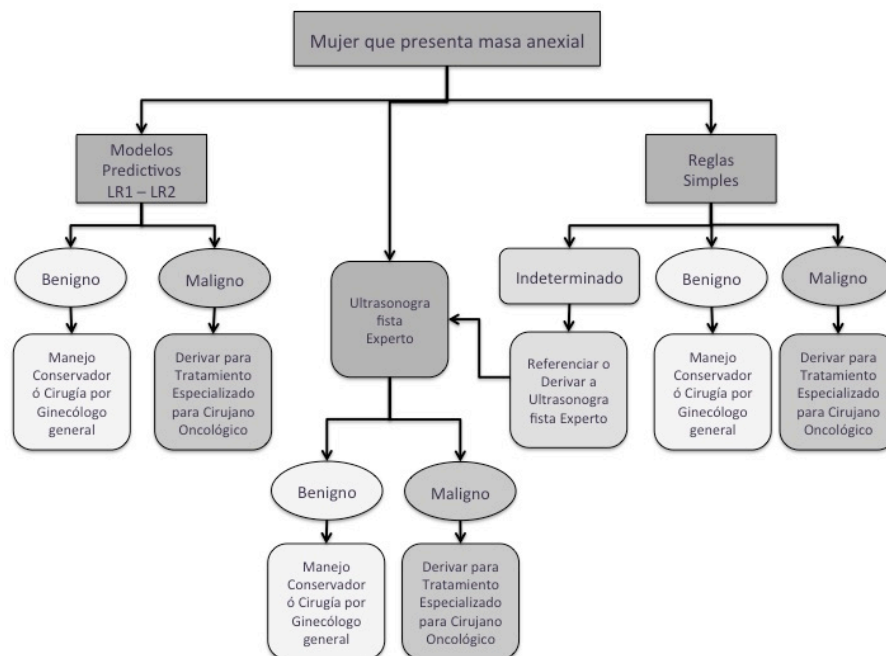 Mujer que presenta masa anexial
Modelos
Predictivos
LR1 – LR2
Reglas
Simples
Benigno
Maligno
Ultrasonogra
fista
Experto
Indeterminado
Benigno
Maligno
Manejo
Conservador
ó Cirugía por
Ginecólogo
general
Derivar para
Tratamiento
Especializado
para Cirujano
Oncológico
Referenciar o
Derivar a
Ultrasonogra
fista Experto
Manejo
Conservador
ó Cirugía por
Ginecólogo
general
Derivar para
Tratamiento
Especializado
para Cirujano
Oncológico
Benigno
Maligno
Manejo
Conservador
ó Cirugía por
Ginecólogo
general
Derivar para
Tratamiento
Especializado
para Cirujano
Oncológico